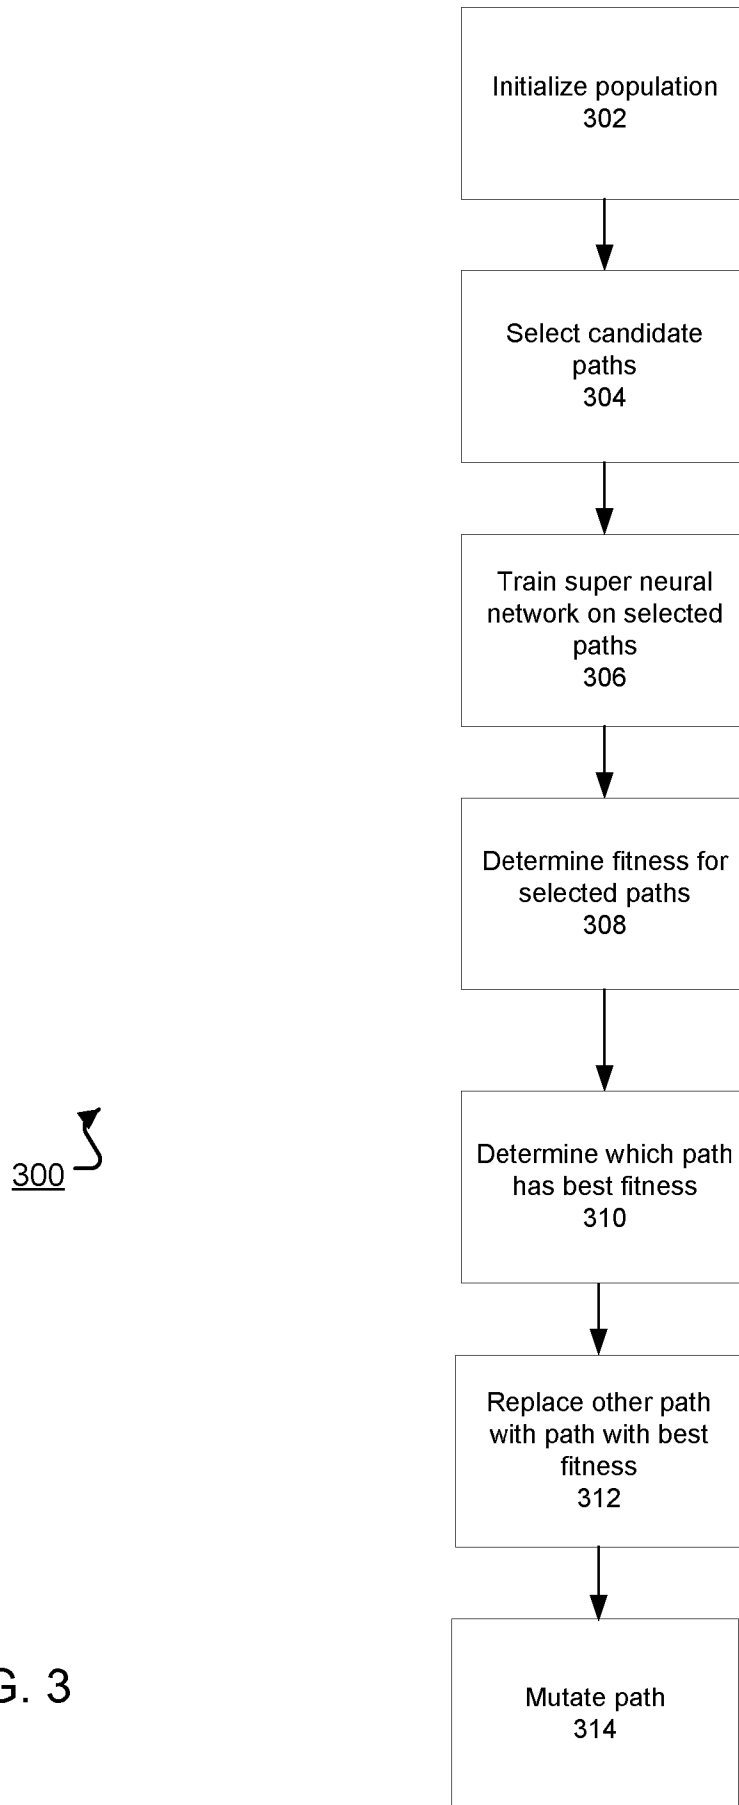 Initialize population
302
Select candidate
paths
304
Train super neural
network on selected
paths
306
Determine fitness for
selected paths
308
Determine which path
has best fitness
310
300
Replace other path
with path with best
fitness
312
G. 3
Mutate path
314